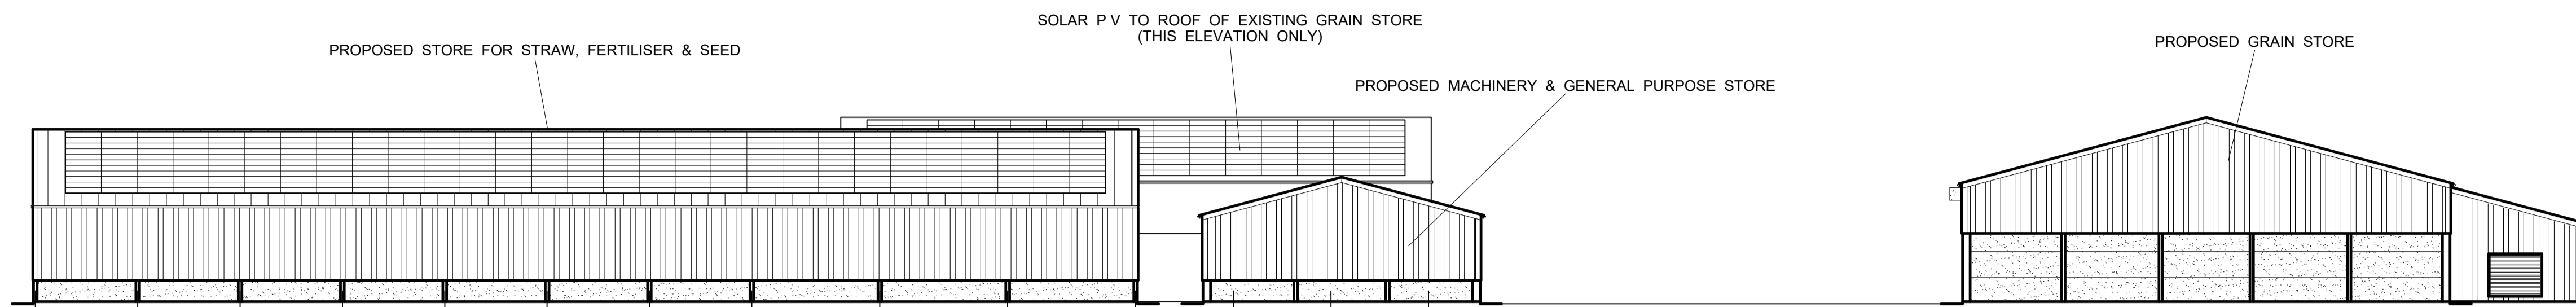 SOLAR P V TO ROOF OF EXISTING GRAIN STORE
(THIS ELEVATION ONLY)
PROPOSED STORE FOR STRAW, FERTILISER & SEED
PROPOSED GRAIN STORE
PROPOSED MACHINERY & GENERAL PURPOSE STORE